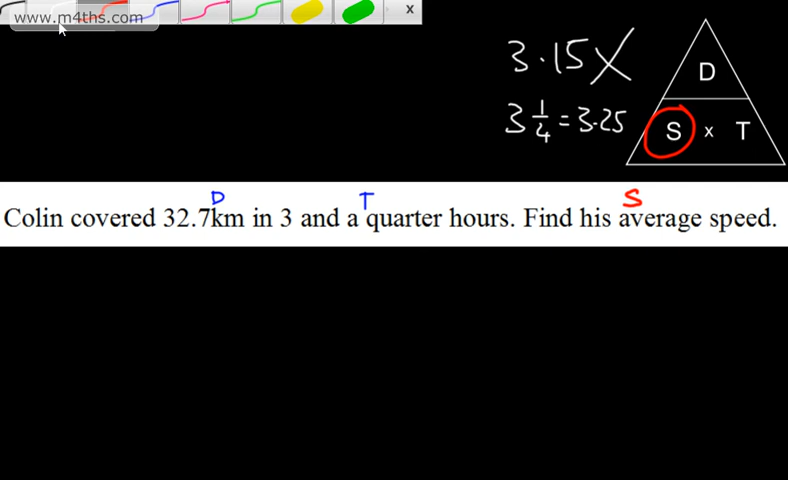 www.m4ths.com
x
3.15X
D
3 1/4 = 3.25
S x T
D T S
Colin covered 32.7km in 3 and a quarter hours. Find his average speed.